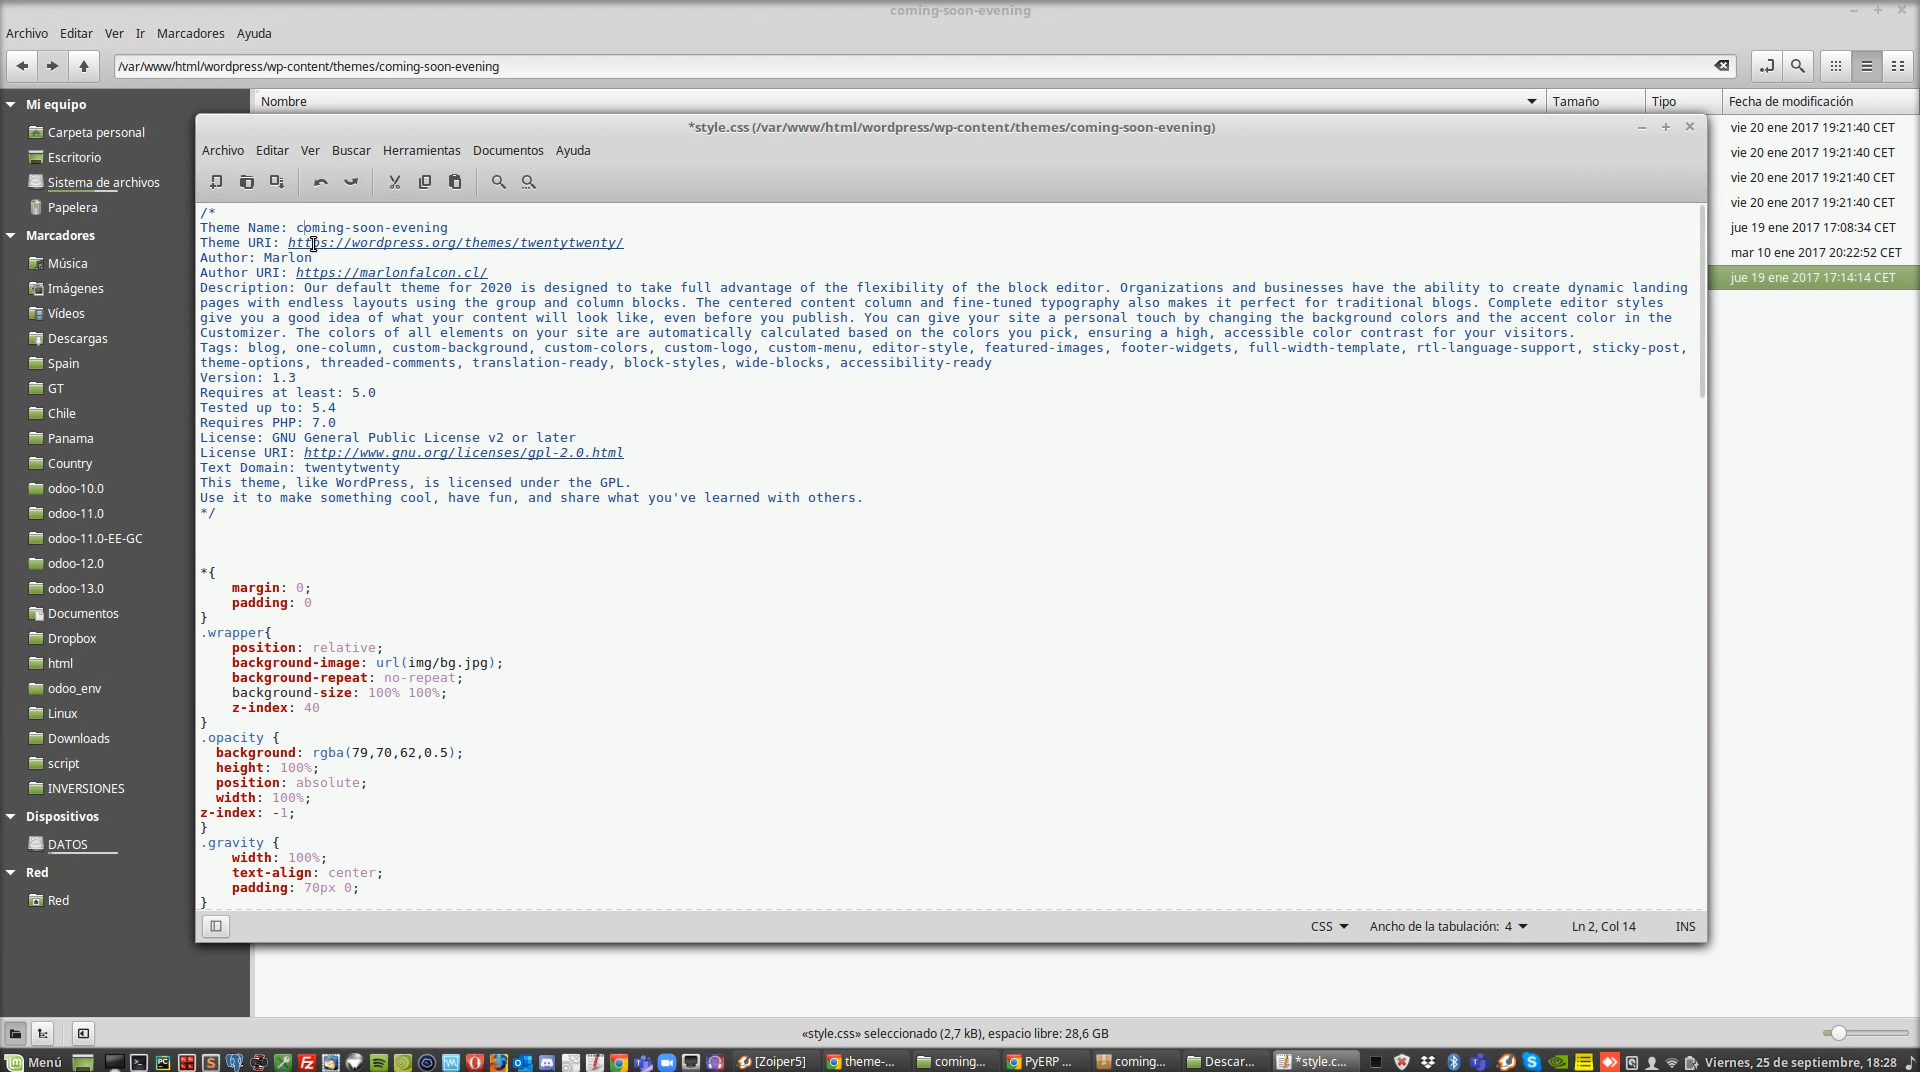 coming-soon-evening
Archivo Editar Ver Ir Marcadores Ayuda
/var/www/html/wordpress/wp-content/themes/coming-soon-evening
Mi equipo
Carpeta personal
Escritorio
Sistema de archivos
Papelera
Marcadores
Música
Imágenes
Vídeos
Descargas
Spain
GT
Chile
Panama
Country
odoo-10.0
odoo-11.0
odoo-11.0-EE-GC
odoo-12.0
odoo-13.0
Documentos
Dropbox
html
odoo_env
Linux
Downloads
script
INVERSIONES
Dispositivos
DATOS
Red
Red
Nombre Tamaño Tipo Fecha de modificación
vie 20 ene 2017 19:21:40 CET
vie 20 ene 2017 19:21:40 CET
vie 20 ene 2017 19:21:40 CET
vie 20 ene 2017 19:21:40 CET
jue 19 ene 2017 17:08:34 CET
mar 10 ene 2017 20:22:52 CET
jue 19 ene 2017 17:14:14 CET
*style.css (/var/www/html/wordpress/wp-content/themes/coming-soon-evening)
Archivo Editar Ver Buscar Herramientas Documentos Ayuda
/*
Theme Name: coming-soon-evening
Theme URI: https://wordpress.org/themes/twentytwenty/
Author: Marlon
Author URI: https://marlonfalcon.cl/
Description: Our default theme for 2020 is designed to take full advantage of the flexibility of the block editor. Organizations and businesses have the ability to create dynamic landing
pages with endless layouts using the group and column blocks. The centered content column and fine-tuned typography also makes it perfect for traditional blogs. Complete editor styles
give you a good idea of what your content will look like, even before you publish. You can give your site a personal touch by changing the background colors and the accent color in the
Customizer. The colors of all elements on your site are automatically calculated based on the colors you pick, ensuring a high, accessible color contrast for your visitors.
Tags: blog, one-column, custom-background, custom-colors, custom-logo, custom-menu, editor-style, featured-images, footer-widgets, full-width-template, rtl-language-support, sticky-post,
theme-options, threaded-comments, translation-ready, block-styles, wide-blocks, accessibility-ready
Version: 1.3
Requires at least: 5.0
Tested up to: 5.4
Requires PHP: 7.0
License: GNU General Public License v2 or later
License URI: http://www.gnu.org/licenses/gpl-2.0.html
Text Domain: twentytwenty
This theme, like WordPress, is licensed under the GPL.
Use it to make something cool, have fun, and share what you've learned with others.
*/
*{
margin: 0;
padding: 0
}
.wrapper{
position: relative;
background-image: url(img/bg.jpg);
background-repeat: no-repeat;
background-size: 100% 100%;
z-index: 40
}
.opacity {
background: rgba(79,70,62,0.5);
height: 100%;
position: absolute;
width: 100%;
z-index: -1;
}
.gravity {
width: 100%;
text-align: center;
padding: 70px 0;
}
CSS Ancho de la tabulación: 4 Ln 2, Col 14 INS
«style.css» seleccionado (2,7 kB), espacio libre: 28,6 GB
Menú [Zoiper5] theme-... coming... PyERP ... coming... Descar... *style.c... Viernes, 25 de septiembre, 18:28